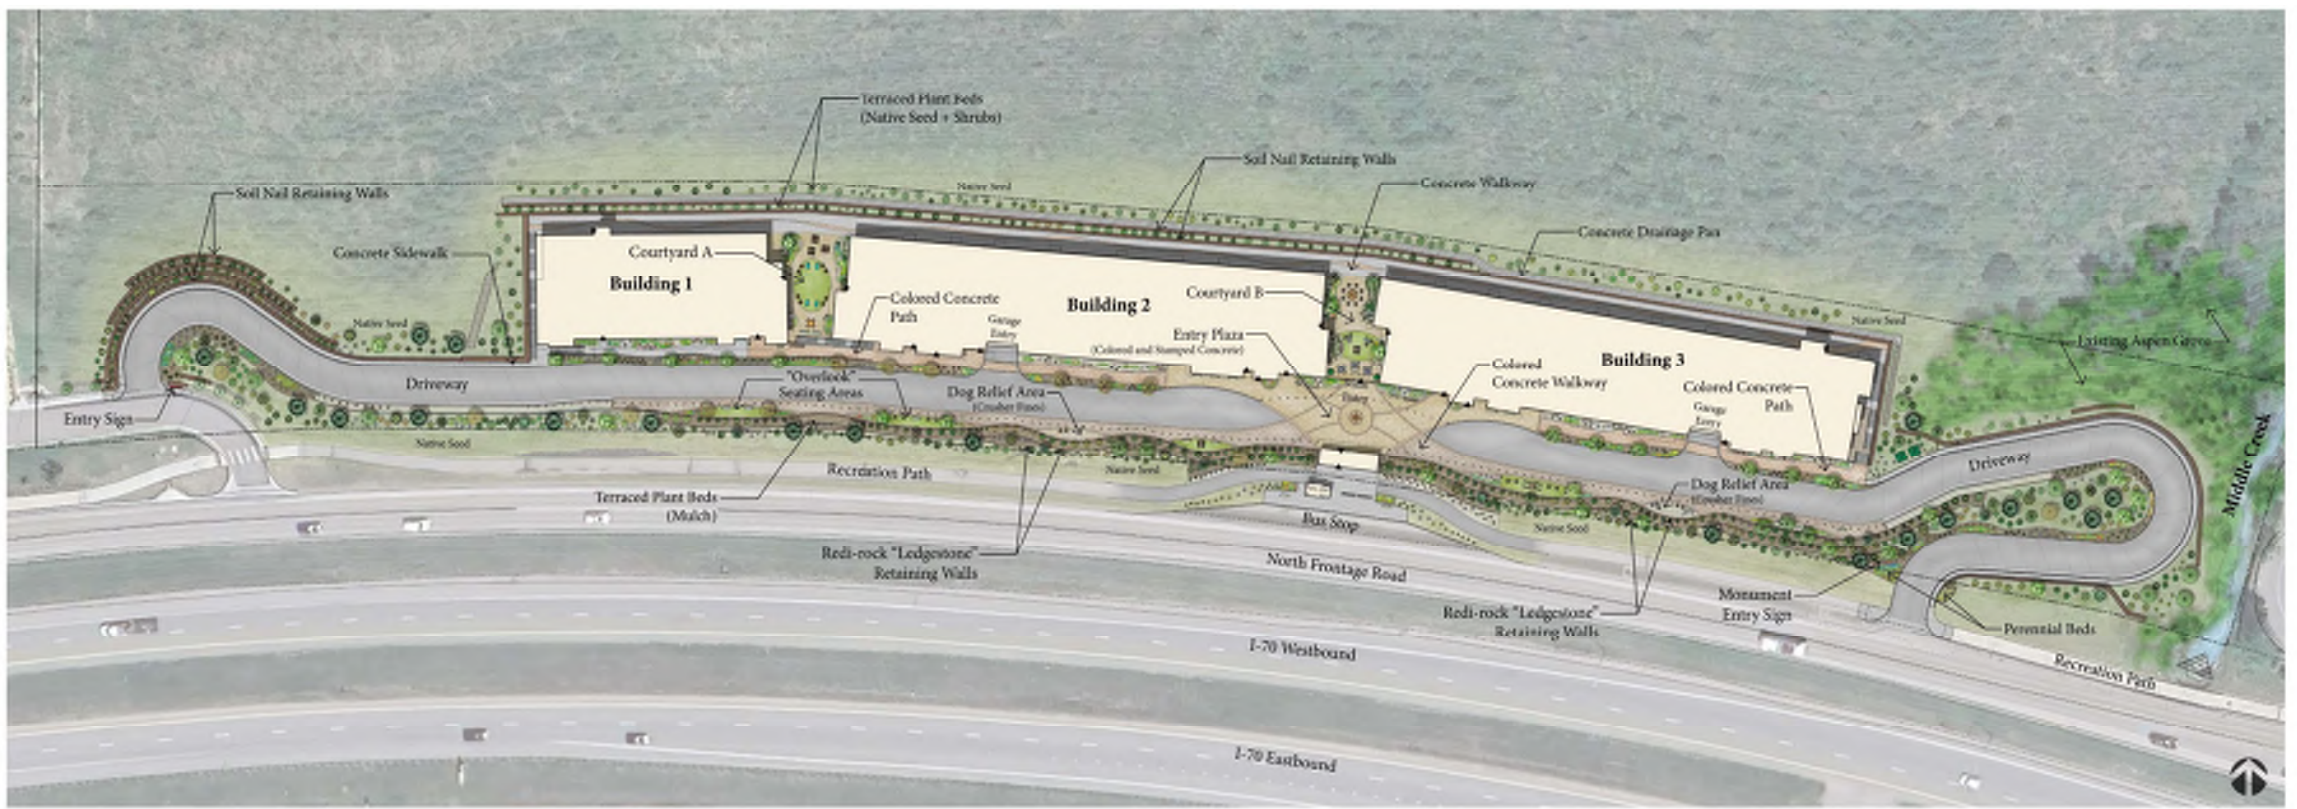 Terraced Plant Beds
(Native Seed + Shrubs)
Soil Nail Retaining Walls
Concrete Walkway
Native Seed
Soil Nail Retaining Walls
Concrete Drainage Pan
Concrete Sidewalk
Courtyard A
Building 1
Building 2
Courtyard B
Colored Concrete
Path
Garage
Entry
Entry Plaza
(Colored and Stamped Concrete)
Native Seed
Native Seed
Existing Aspen Grove
Building 3
Colored
Concrete Walkway
Colored Concrete
Path
Garage
Entry
Driveway
"Overlook"
Seating Areas
Dog Relief Area
(Crusher Fines)
Entry
Entry Sign
Native Seed
Recreation Path
Native Seed
Driveway
Middle Creek
Dog Relief Area
(Crusher Fines)
Terraced Plant Beds
(Mulch)
Bus Stop
Native Seed
Redi-rock "Ledgestone"
Retaining Walls
North Frontage Road
Monument
Entry Sign
Redi-rock "Ledgestone"
Retaining Walls
Perennial Beds
I-70 Westbound
Recreation Path
I-70 Eastbound